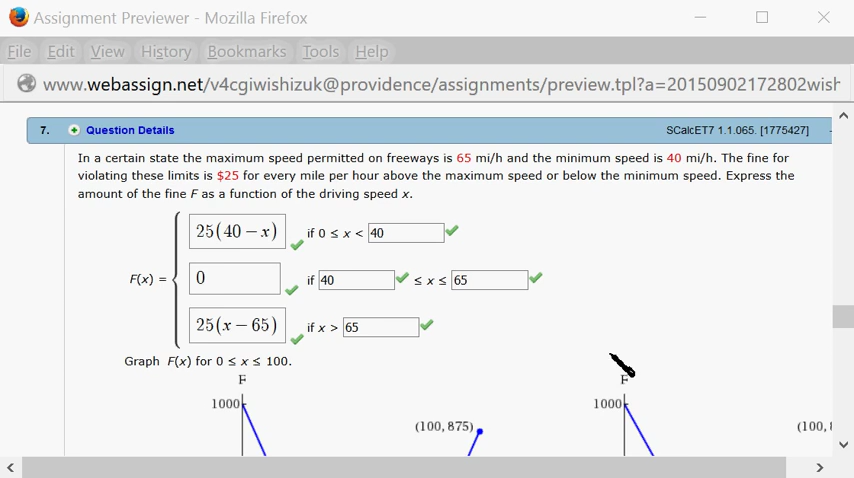 Assignment Previewer - Mozilla Firefox
File Edit View History Bookmarks Tools Help
www.webassign.net/v4cgiwishizuk@providence/assignments/preview.tpl?a=20150902172802wish
7. Question Details SCalcET7 1.1.065. [1775427]
In a certain state the maximum speed permitted on freeways is 65 mi/h and the minimum speed is 40 mi/h. The fine for
violating these limits is $25 for every mile per hour above the maximum speed or below the minimum speed. Express the
amount of the fine F as a function of the driving speed x.
25(40 − x) if 0 ≤ x < 40
F(x) = 0 if 40 ≤ x ≤ 65
25(x − 65) if x > 65
Graph F(x) for 0 ≤ x ≤ 100.
F F
1000 1000
(100, 875) (100,